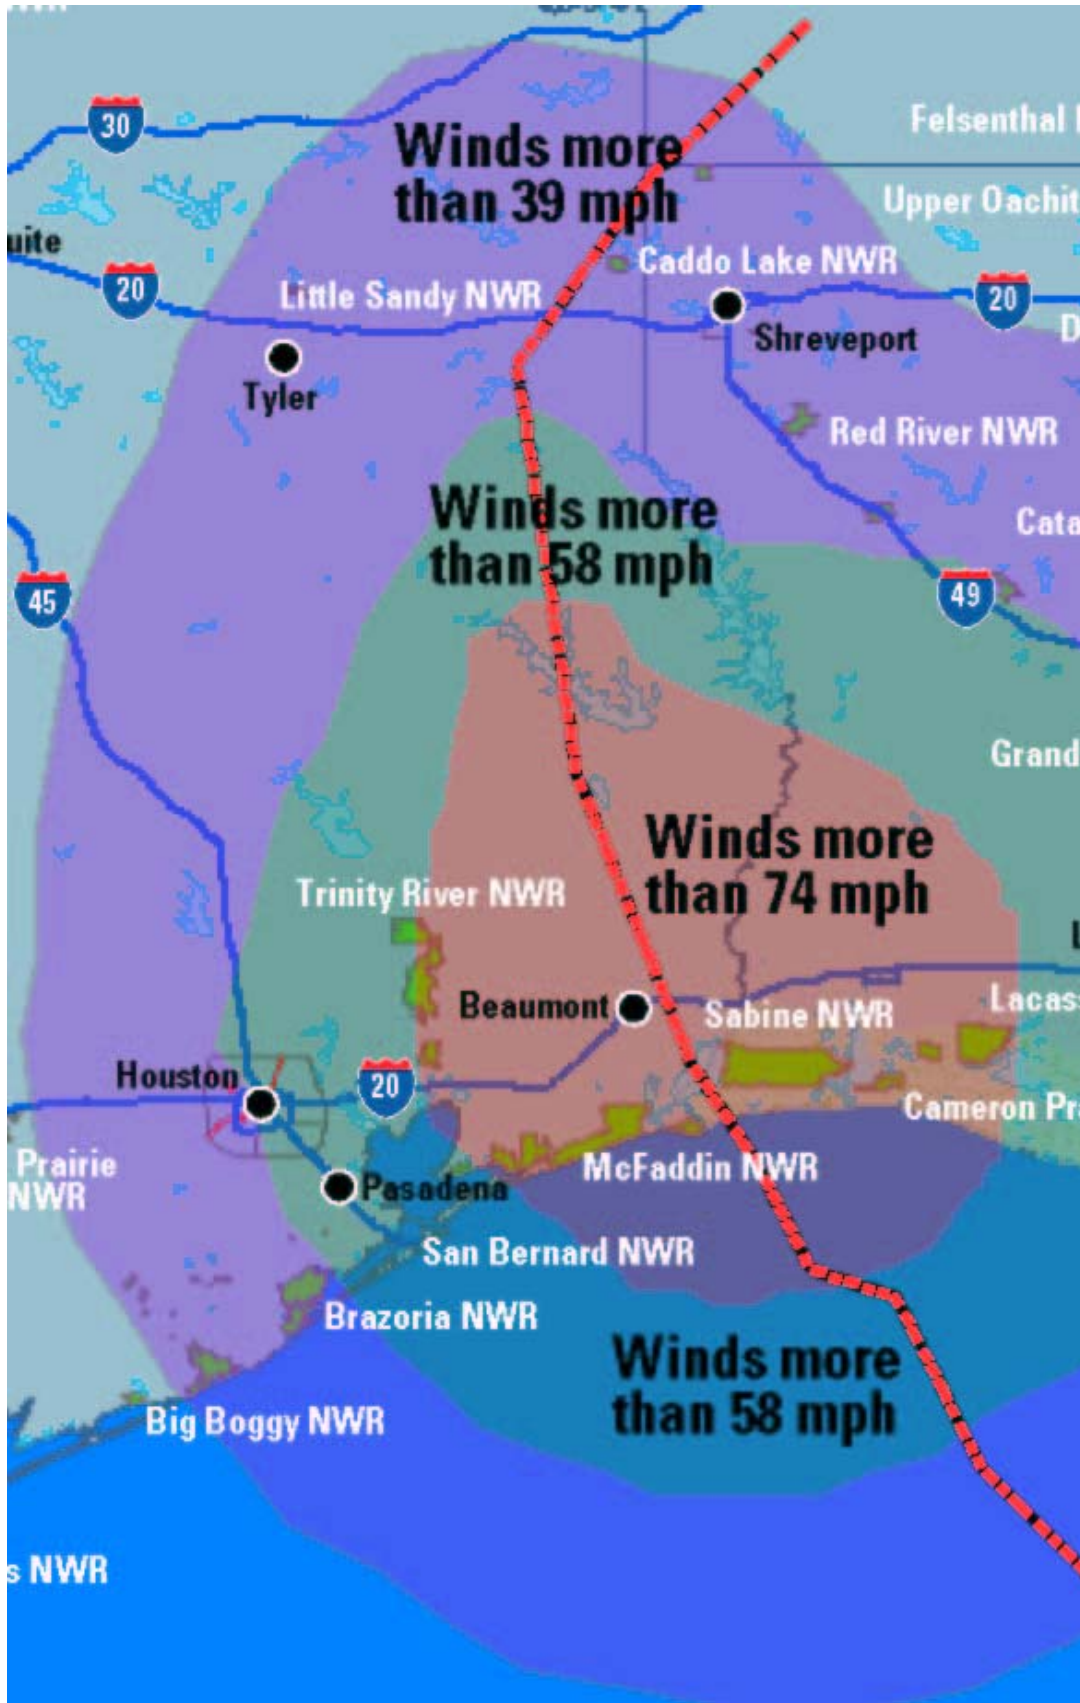 30
Winds more
than 39 mph
Felsenthal
Upper Oachit
uite
Caddo Lake NWR
20
Little Sandy NWR
20
Shreveport
D
Tyler
Red River NWR
Winds more
than 58 mph
Cata
45
49
Grand
Winds more
than 74 mph
Trinity River NWR
L
Beaumont
Sabine NWR
Lacas
Houston
20
Cameron Pr
Prairie
NWR
McFaddin NWR
Pasadena
San Bernard NWR
Brazoria NWR
Winds more
than 58 mph
Big Boggy NWR
s NWR